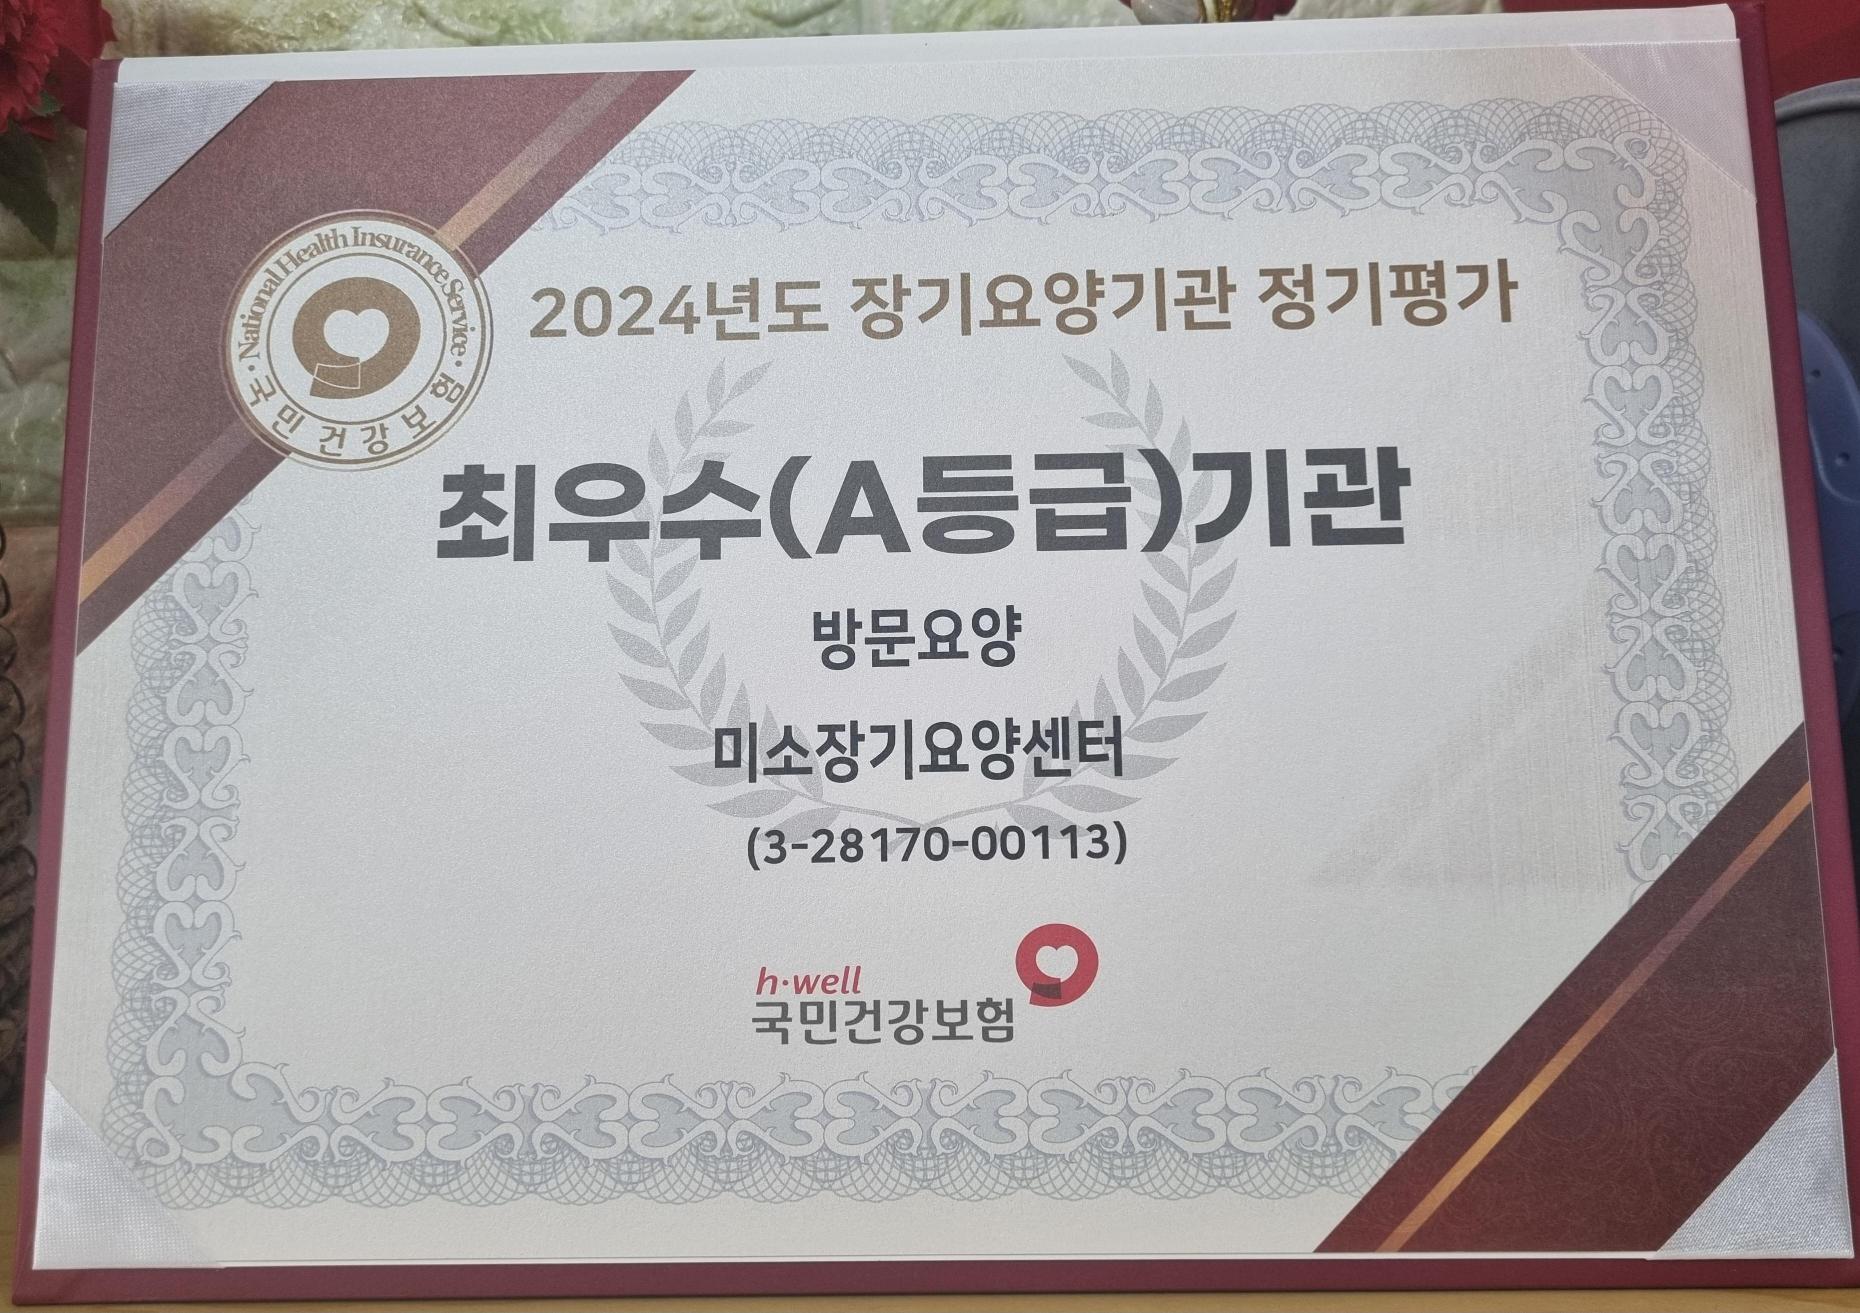 National Health Insurance Service
국민건강보험
2024년도 장기요양기관 정기평가
최우수(A등급)기관
방문요양
미소장기요양센터
(3-28170-00113)
h·well
국민건강보험